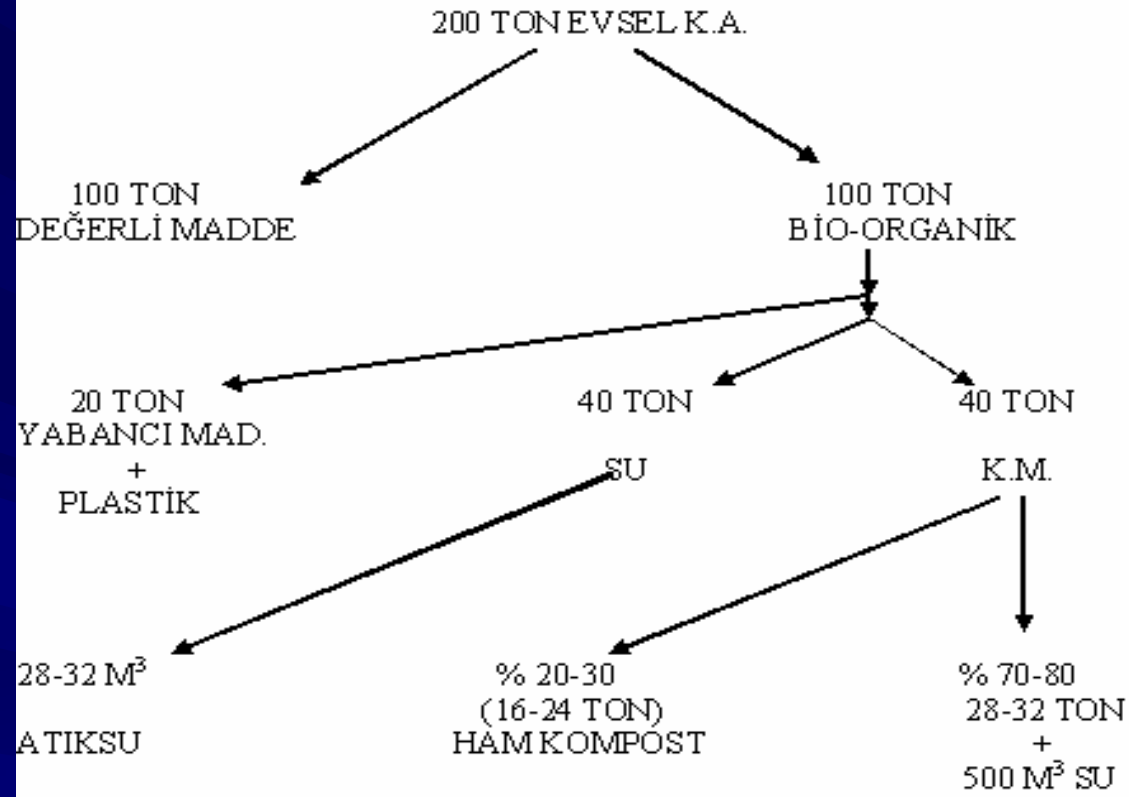 200 TON EVSEL K.A.
100 TON
DEĞERLİ MADDE
100 TON
BİO-ORGANİK
20 TON
YABANCI MAD.
+
PLASTİK
40 TON
SU
40 TON
K.M.
28-32 M³
ATIKSU
% 20-30
(16-24 TON)
HAM KOMPOST
% 70-80
28-32 TON
+
500 M³ SU